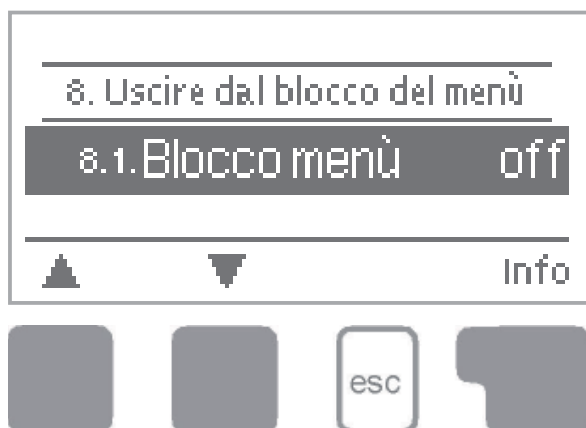 8. Uscire dal blocco del menù
8.1.Blocco menù off
Info
esc